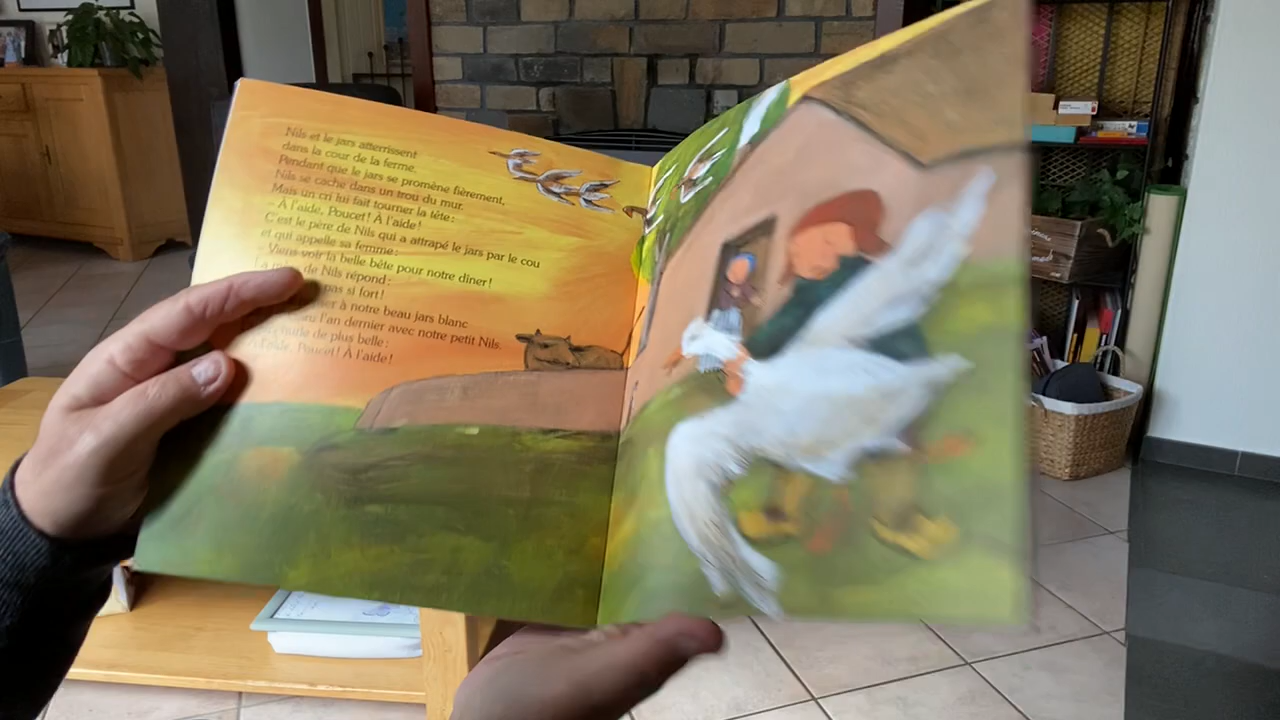 Nils et le jars atterrissent
dans la cour de la ferme.
Pendant que le jars se promène fièrement,
Nils se cache dans un trou du mur.
Mais un cri lui fait tourner la tête :
– À l'aide, Poucet ! À l'aide !
C'est le père de Nils qui a attrapé le jars par le cou
et qui appelle sa femme :
– Viens voir la belle bête pour notre dîner !
de Nils répond :
pas si fort !
à notre beau jars blanc
l'an dernier avec notre petit Nils.
de plus belle :
Poucet ! À l'aide !